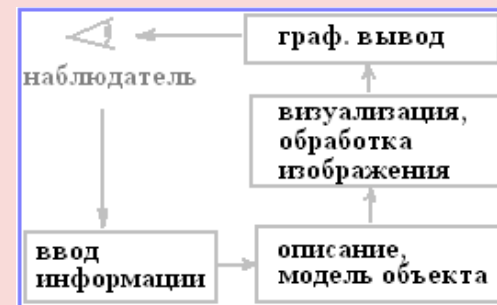 граф. вывод
наблюдатель
визуализация,
обработка
изображения
ввод
информации
описание,
модель объекта